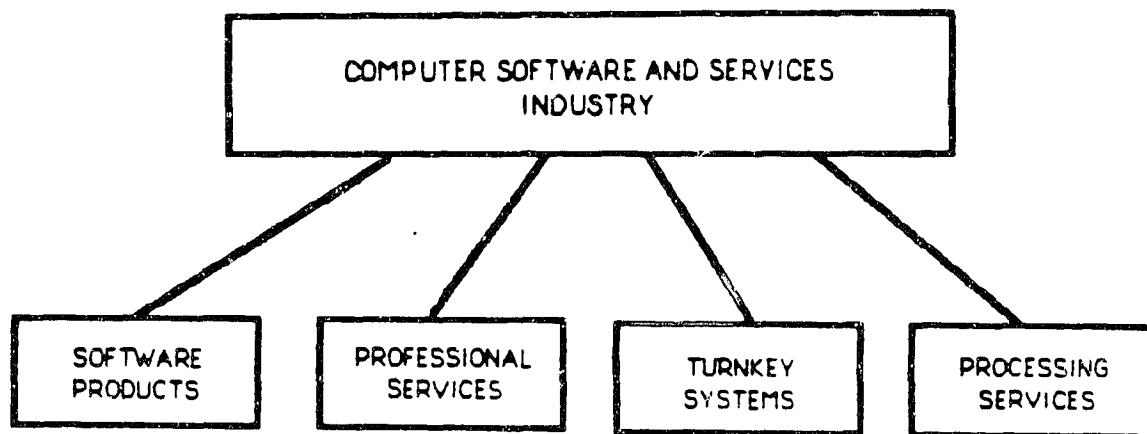 COMPUTER SOFTWARE AND SERVICES
INDUSTRY
SOFTWARE
PRODUCTS
PROFESSIONAL
SERVICES
TURNKEY
SYSTEMS
PROCESSING
SERVICES